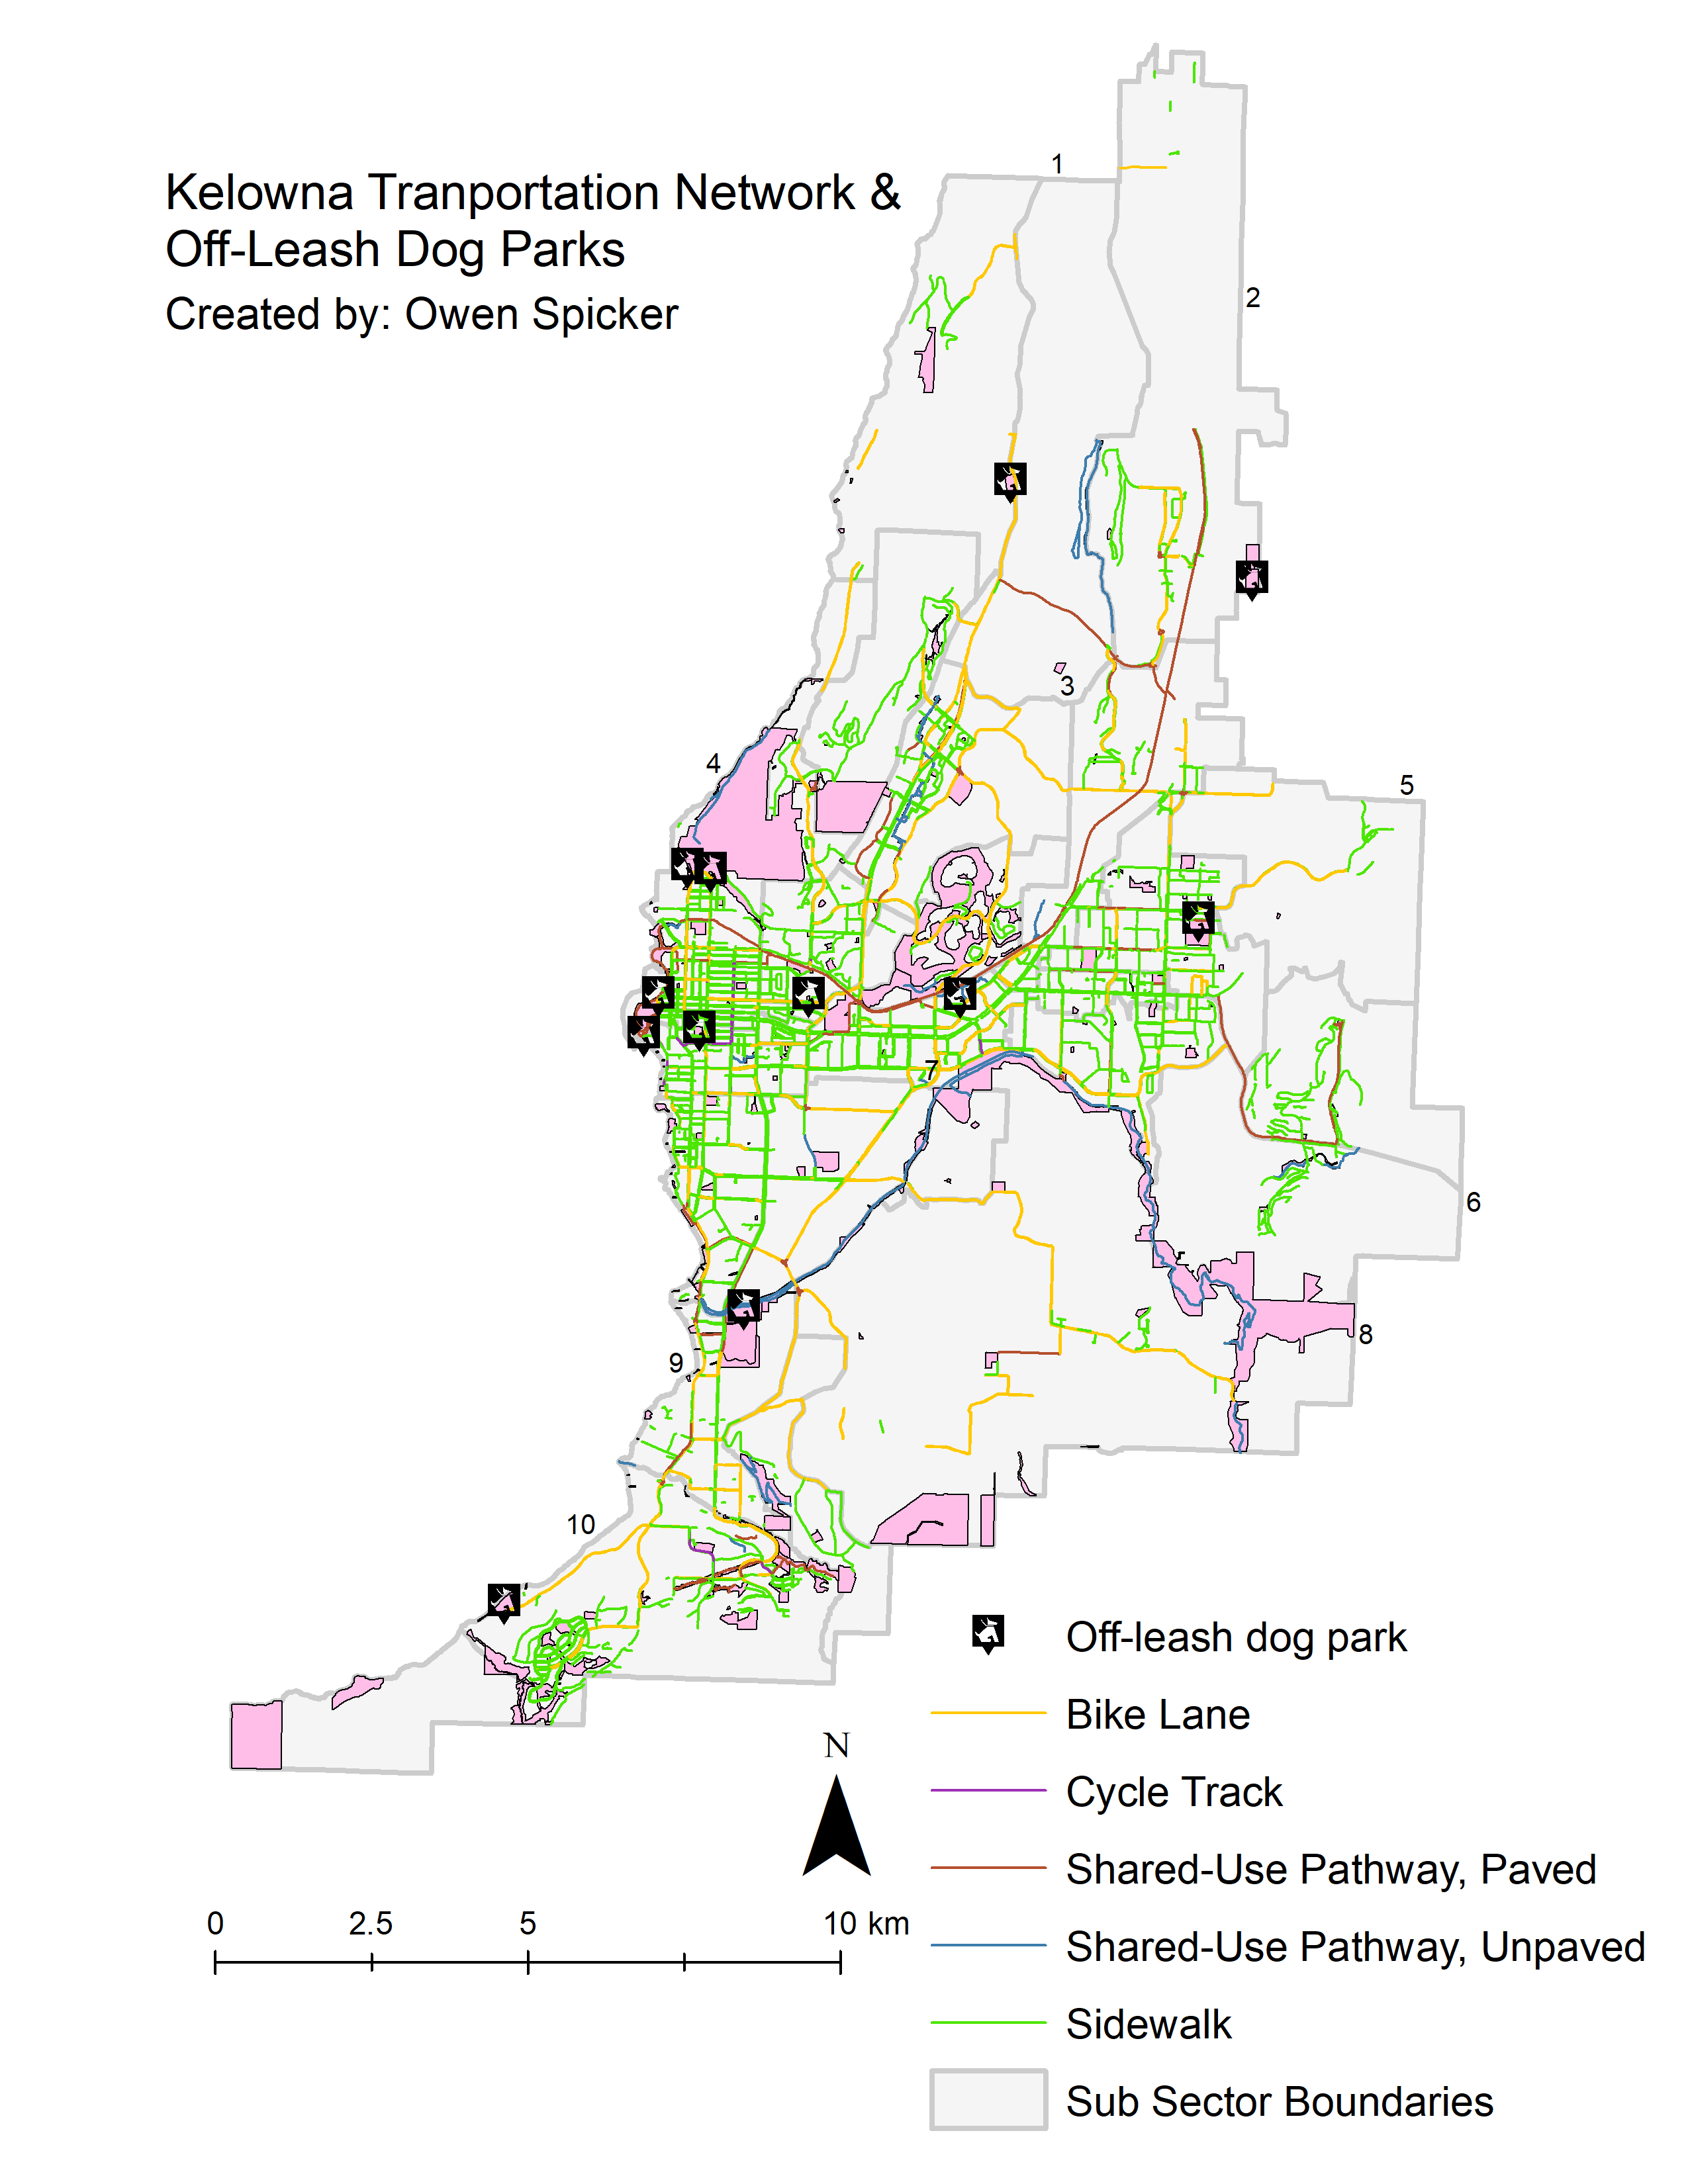 Kelowna Tranportation Network &
Off-Leash Dog Parks
Created by: Owen Spicker
1
2
3
4
5
6
7
8
9
10
Off-leash dog park
Bike Lane
Cycle Track
Shared-Use Pathway, Paved
Shared-Use Pathway, Unpaved
Sidewalk
Sub Sector Boundaries
N
0 2.5 5 10 km